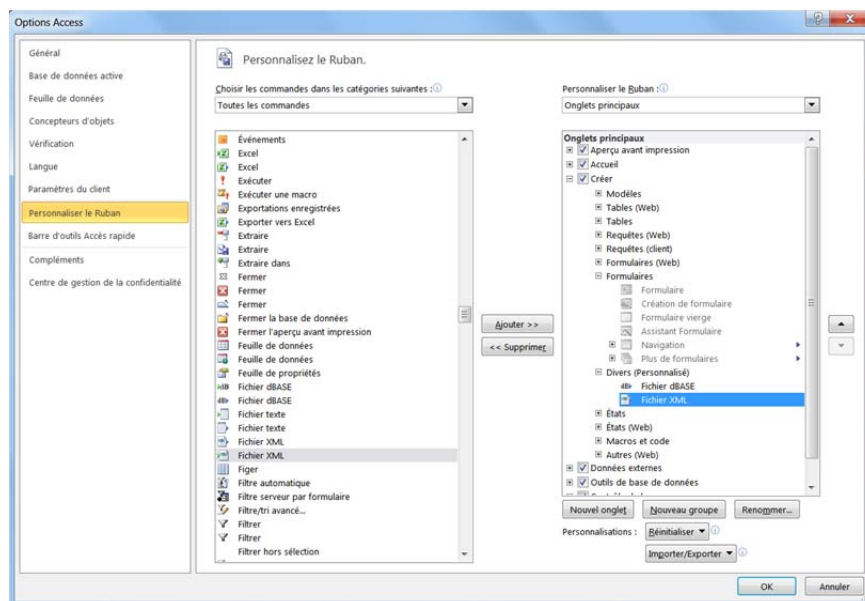 Options Access
Général
Base de données active
Feuille de données
Concepteurs d'objets
Vérification
Langue
Paramètres du client
Personnaliser le Ruban
Barre d'outils Accès rapide
Compléments
Centre de gestion de la confidentialité
Personnalisez le Ruban.
Choisir les commandes dans les catégories suivantes :
Toutes les commandes
Événements
Excel
Excel
Exécuter
Exécuter une macro
Exportations enregistrées
Exporter vers Excel
Extraire
Extraire
Extraire dans
Fermer
Fermer
Fermer
Fermer la base de données
Fermer l'aperçu avant impression
Feuille de données
Feuille de données
Feuille de propriétés
Fichier dBASE
Fichier dBASE
Fichier texte
Fichier texte
Fichier XML
Fichier XML
Figer
Filtre automatique
Filtre serveur par formulaire
Filtre/tri avancé...
Filtrer
Filtrer
Filtrer hors sélection
Ajouter >>
<< Supprimer
Personnaliser le Ruban :
Onglets principaux
Onglets principaux
Aperçu avant impression
Accueil
Créer
Modèles
Tables (Web)
Tables
Requêtes (Web)
Requêtes (client)
Formulaires (Web)
Formulaires
Formulaire
Création de formulaire
Formulaire vierge
Assistant Formulaire
Navigation
Plus de formulaires
Divers (Personnalisé)
Fichier dBASE
Fichier XML
États
États (Web)
Macros et code
Autres (Web)
Données externes
Outils de base de données
Nouvel onglet
Nouveau groupe
Renommer...
Personnalisations :
Réinitialiser
Importer/Exporter
OK
Annuler